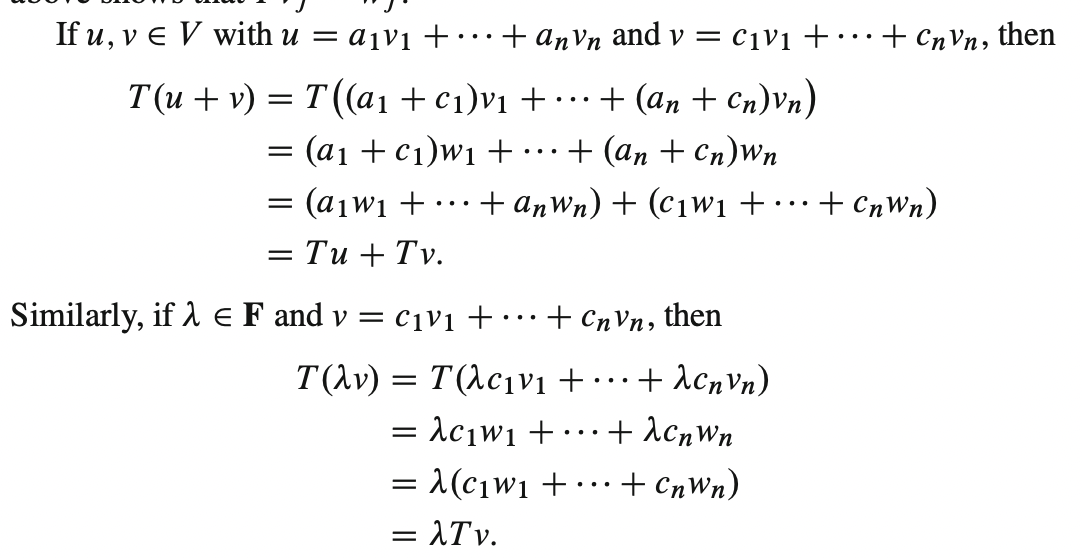 If u, v ∈ V with u = a₁v₁ + ··· + aₙvₙ and v = c₁v₁ + ··· + cₙvₙ, then
T(u + v) = T((a₁ + c₁)v₁ + ··· + (aₙ + cₙ)vₙ)
= (a₁ + c₁)w₁ + ··· + (aₙ + cₙ)wₙ
= (a₁w₁ + ··· + aₙwₙ) + (c₁w₁ + ··· + cₙwₙ)
= Tu + Tv.
Similarly, if λ ∈ F and v = c₁v₁ + ··· + cₙvₙ, then
T(λv) = T(λc₁v₁ + ··· + λcₙvₙ)
= λc₁w₁ + ··· + λcₙwₙ
= λ(c₁w₁ + ··· + cₙwₙ)
= λTv.